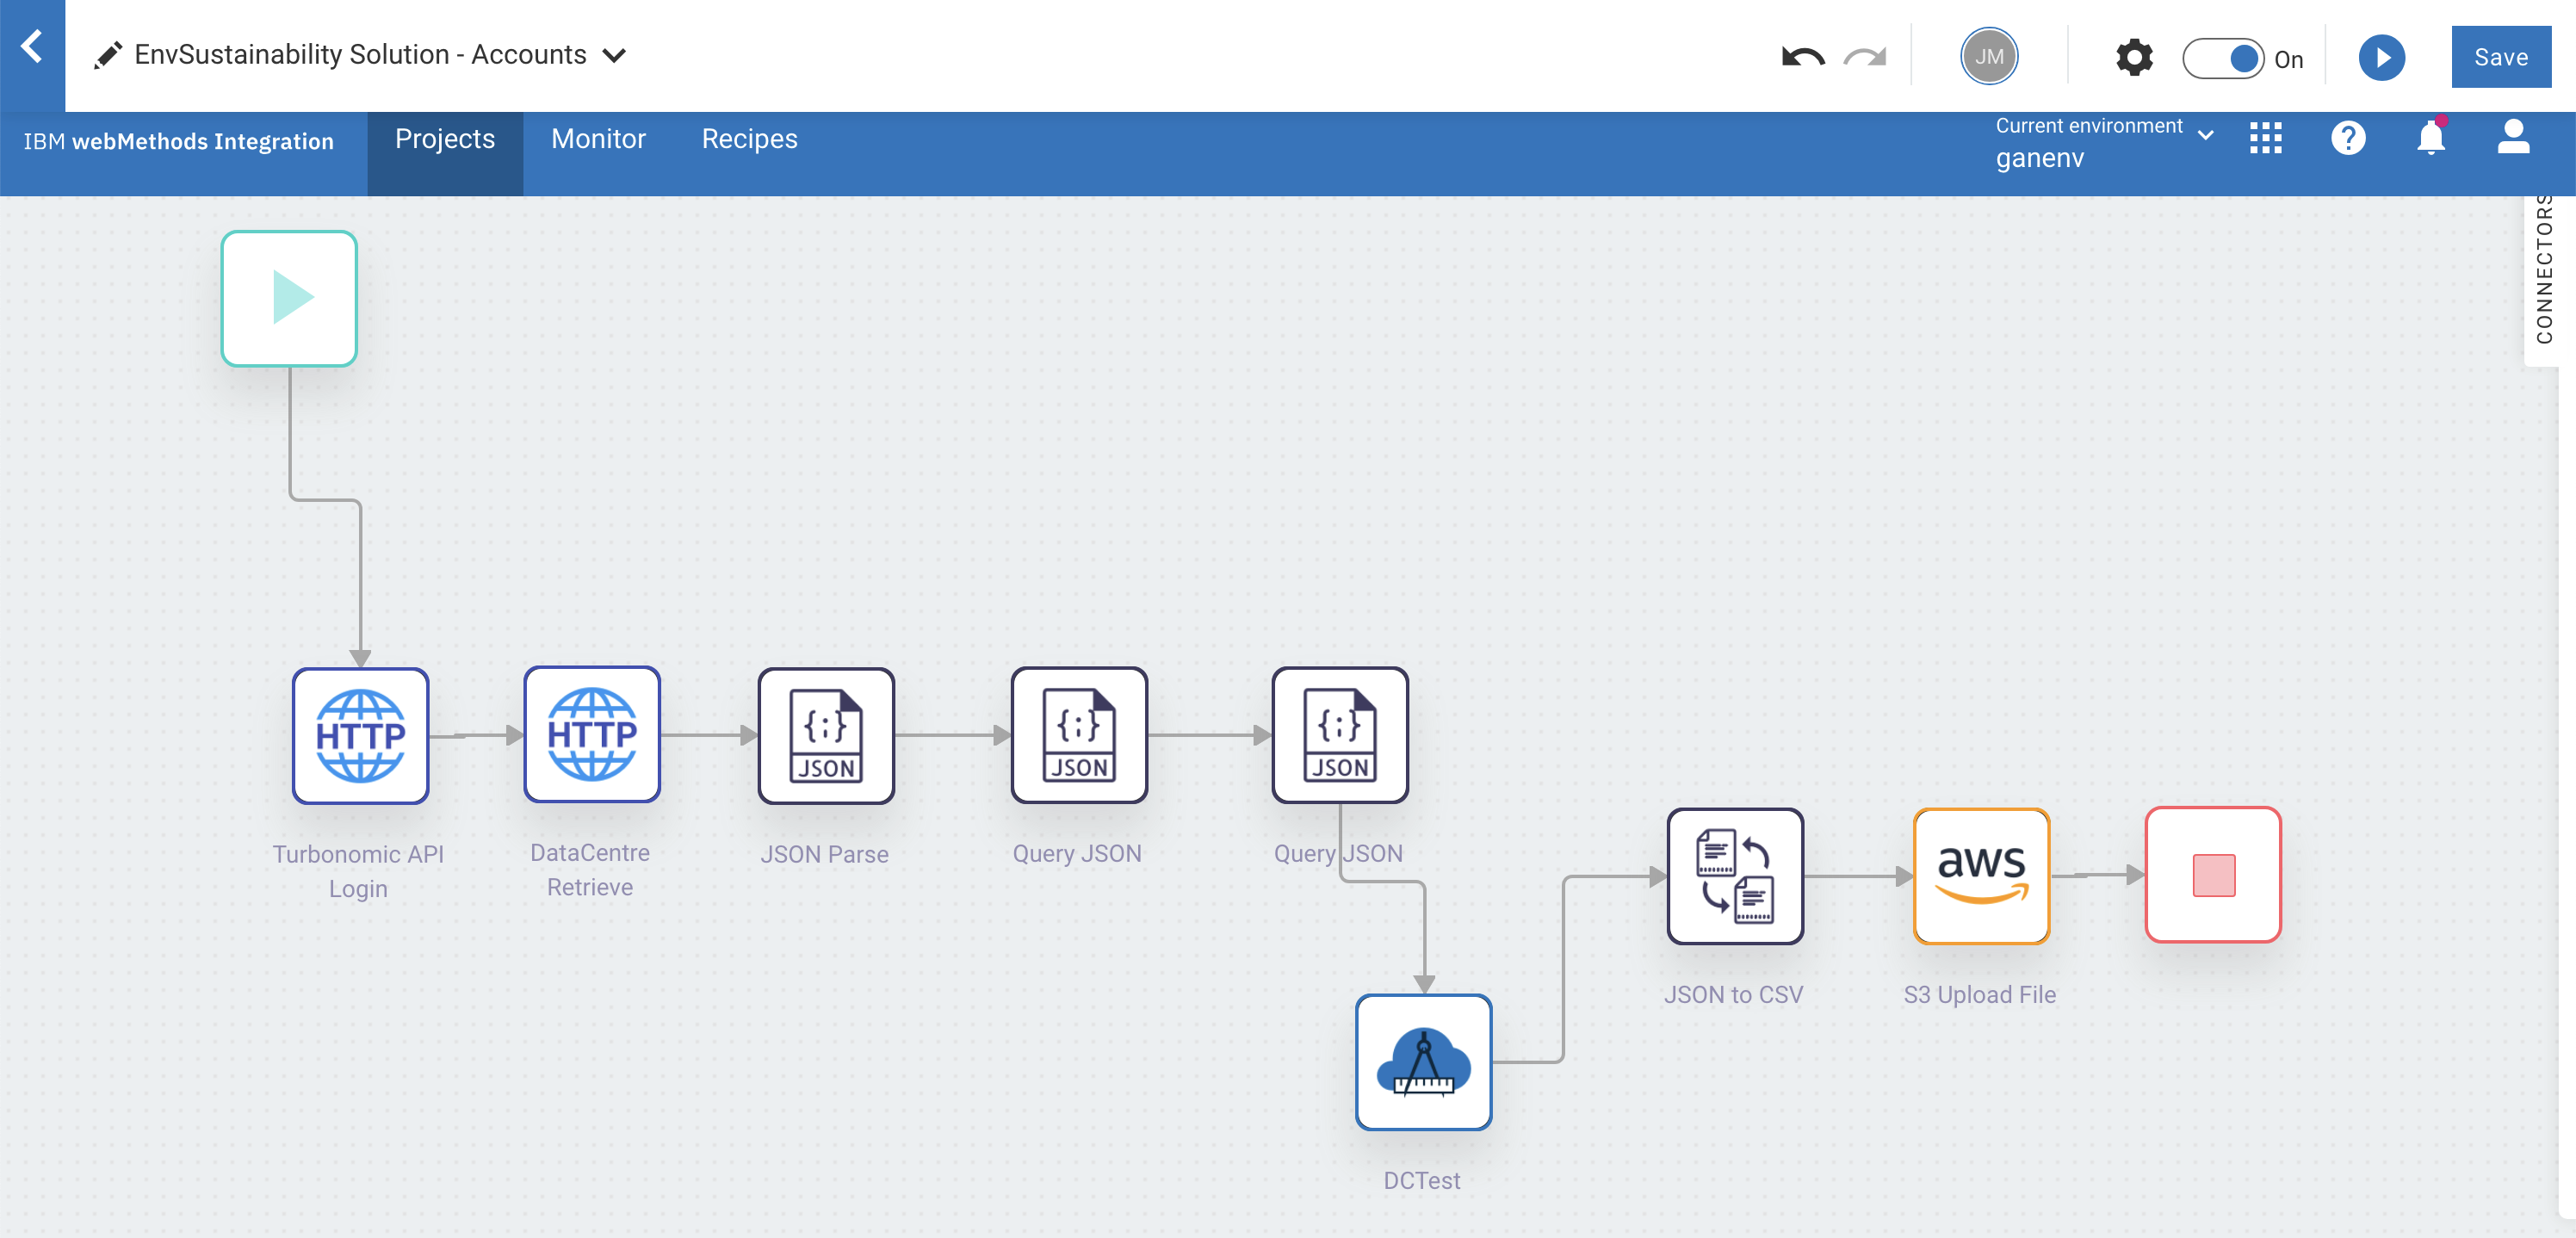 EnvSustainability Solution - Accounts
JM
On
Save
IBM webMethods Integration
Projects
Monitor
Recipes
Current environment
ganenv
?
CONNECTORS
HTTP
HTTP
{;}
JSON
{;}
JSON
{;}
JSON
Turbonomic API
Login
DataCentre
Retrieve
JSON Parse
Query JSON
Query JSON
aws
JSON to CSV
S3 Upload File
DCTest